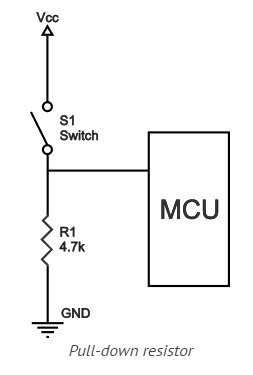 Vcc
S1
Switch
MCU
R1
4.7k
GND
Pull-down resistor